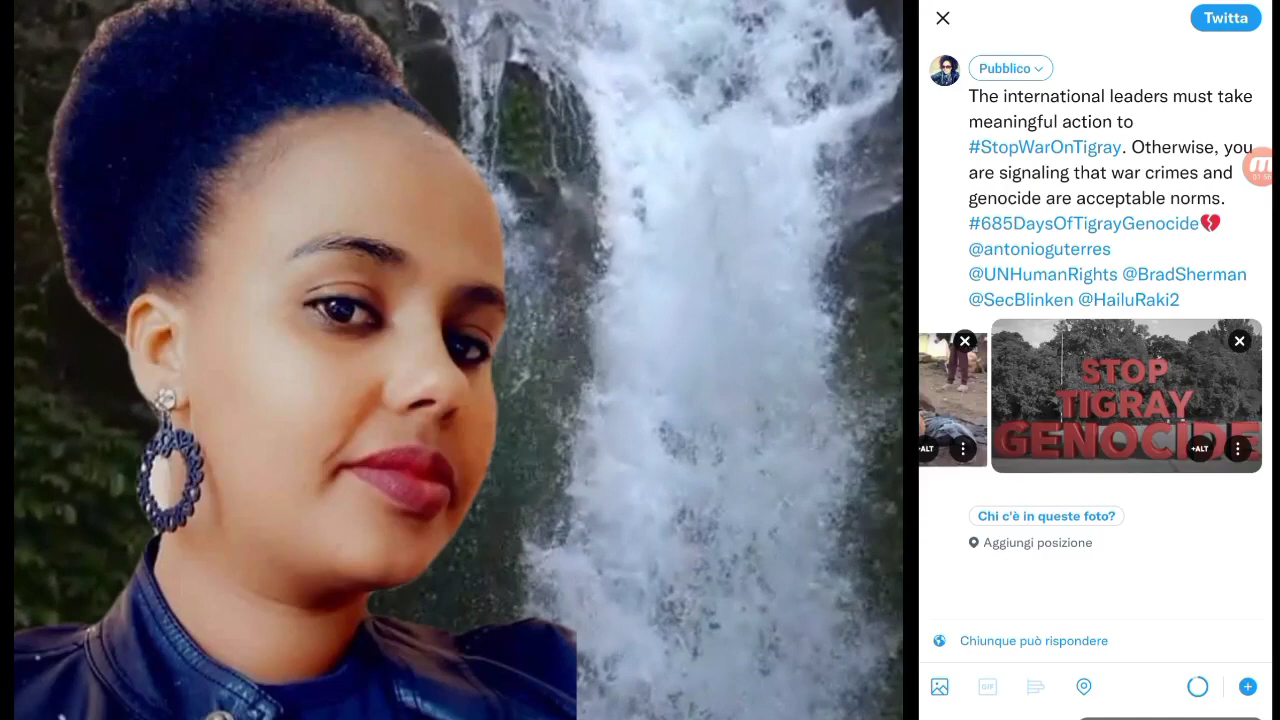 Twitta
Pubblico
The international leaders must take
meaningful action to
#StopWarOnTigray. Otherwise, you
are signaling that war crimes and
genocide are acceptable norms.
#685DaysOfTigrayGenocide💔
@antonioguterres
@UNHumanRights @BradSherman
@SecBlinken @HailuRaki2
STOP
TIGRAY
GENOCIDE
+ALT
+ALT
Chi c'è in queste foto?
Aggiungi posizione
Chiunque può rispondere
GIF